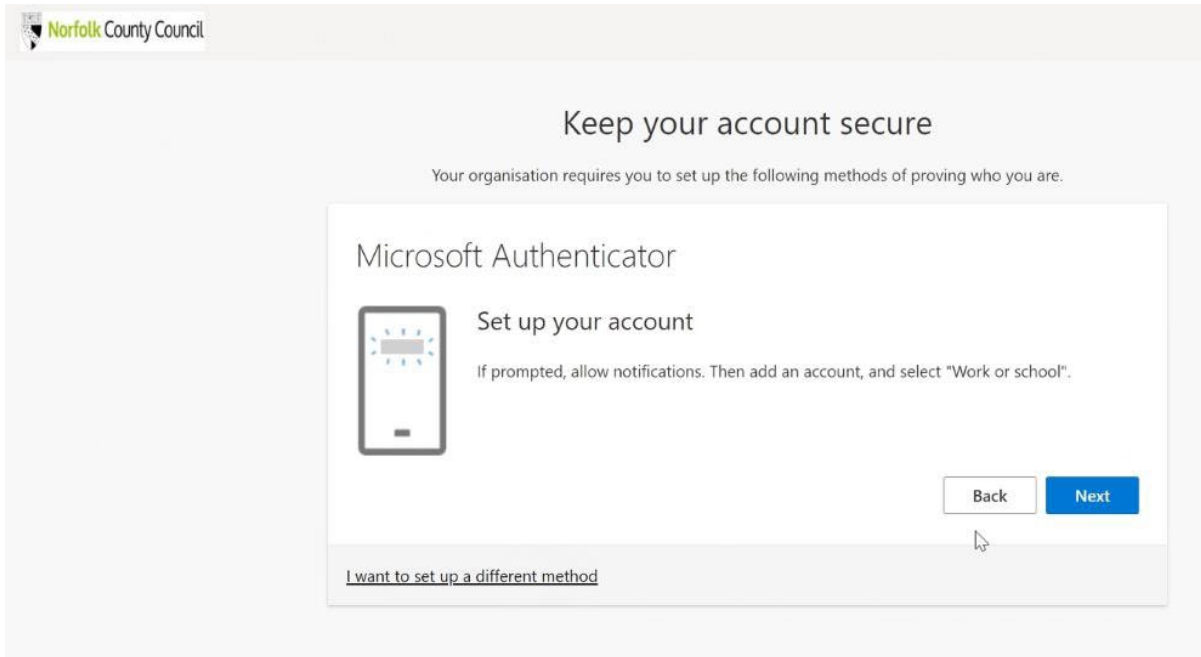 Norfolk County Council
Keep your account secure
Your organisation requires you to set up the following methods of proving who you are.
Microsoft Authenticator
Set up your account
If prompted, allow notifications. Then add an account, and select "Work or school".
Back Next
I want to set up a different method